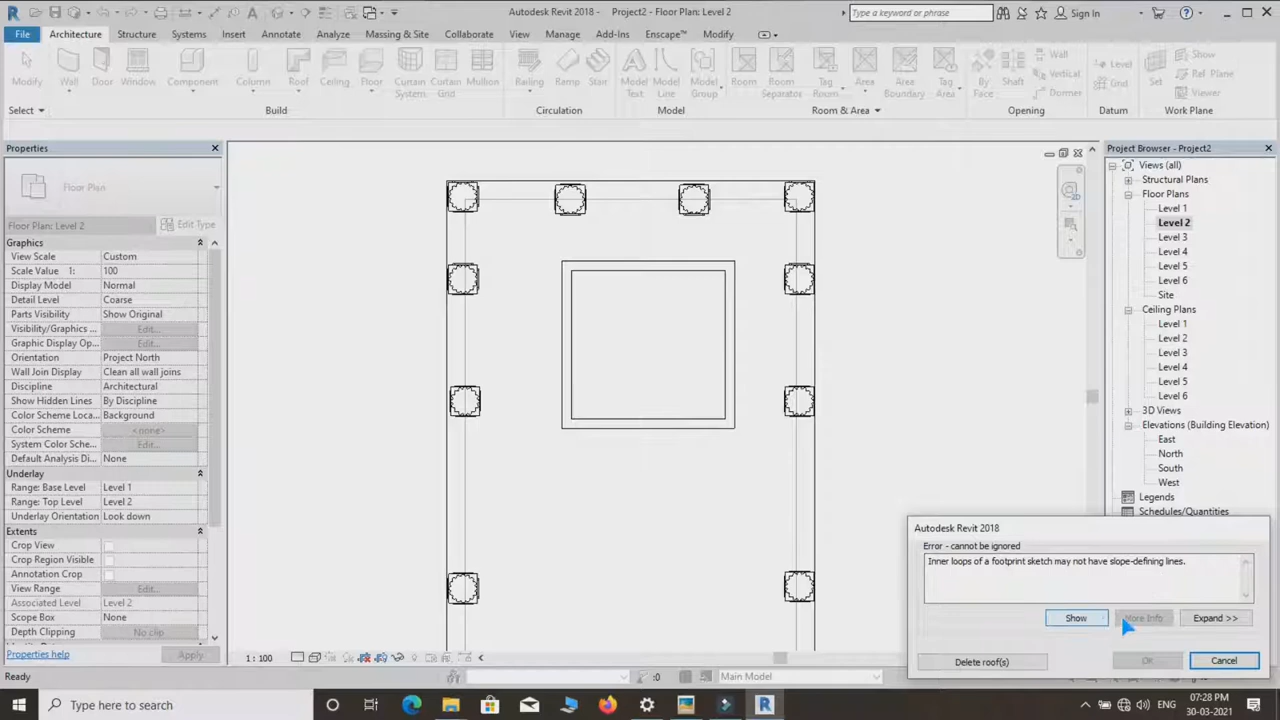 Autodesk Revit 2018 - Project2 - Floor Plan: Level 2
Type a keyword or phrase
Sign In
File Architecture Structure Systems Insert Annotate Analyze Massing & Site Collaborate View Manage Add-Ins Enscape™ Modify
Modify Wall Door Window Component Column Roof Ceiling Floor Curtain System Curtain Grid Mullion Railing Ramp Stair Model Text Model Line Model Group Room Room Separator Tag Room Area Area Boundary Tag Area By Face Shaft Wall Vertical Dormer Level Grid Set Show Ref Plane Viewer
Select Build Circulation Model Room & Area Opening Datum Work Plane
Properties
Floor Plan
Floor Plan: Level 2 Edit Type
Graphics
View Scale Custom
Scale Value 1: 100
Display Model Normal
Detail Level Coarse
Parts Visibility Show Original
Visibility/Graphics ... Edit...
Graphic Display Op... Edit...
Orientation Project North
Wall Join Display Clean all wall joins
Discipline Architectural
Show Hidden Lines By Discipline
Color Scheme Loca... Background
Color Scheme <none>
System Color Sche... Edit...
Default Analysis Di... None
Underlay
Range: Base Level Level 1
Range: Top Level Level 2
Underlay Orientation Look down
Extents
Crop View
Crop Region Visible
Annotation Crop
View Range Edit...
Associated Level Level 2
Scope Box None
Depth Clipping No clip
Properties help Apply
2D
Project Browser - Project2
Views (all)
Structural Plans
Floor Plans
Level 1
Level 2
Level 3
Level 4
Level 5
Level 6
Site
Ceiling Plans
Level 1
Level 2
Level 3
Level 4
Level 5
Level 6
3D Views
Elevations (Building Elevation)
East
North
South
West
Legends
Schedules/Quantities
Autodesk Revit 2018
Error - cannot be ignored
Inner loops of a footprint sketch may not have slope-defining lines.
Show More Info Expand >>
Delete roof(s) OK Cancel
1 : 100
Ready :0 Main Model
Type here to search ENG 07:28 PM
30-03-2021